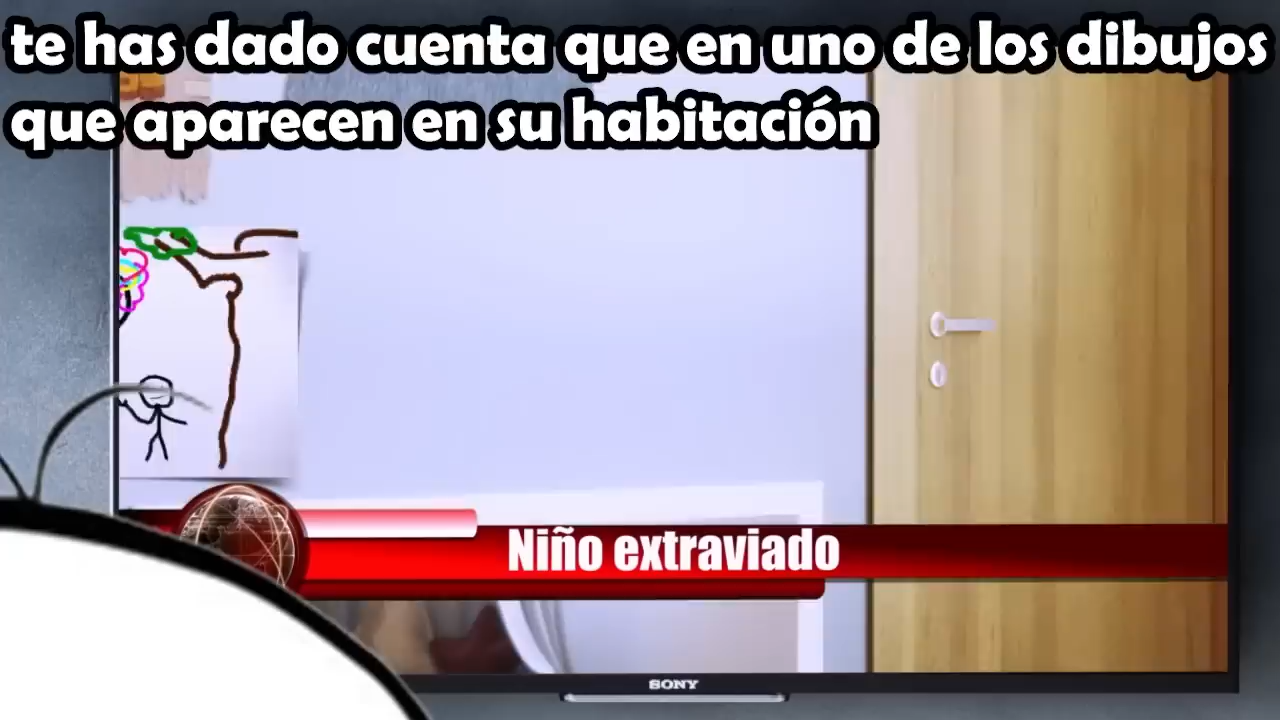 te has dado cuenta que en uno de los dibujos
que aparecen en su habitación
Niño extraviado
SONY